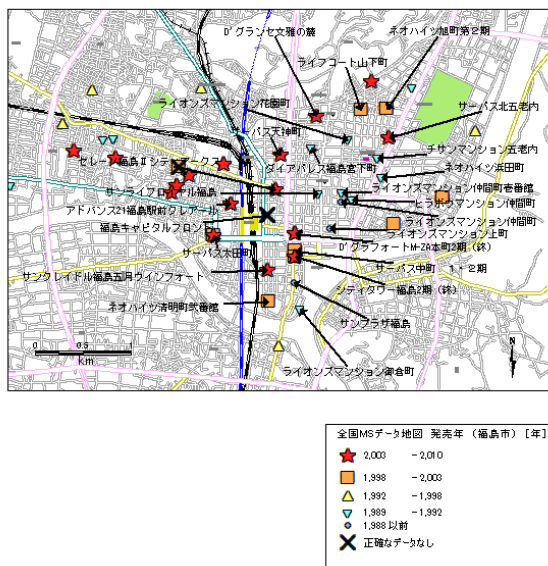 D'グランセ文雅の麓
ネオハイツ旭町第2期
ライフコート山下町
ライオンズマンション花園町
サーパス北五老内
パス天神町
チサンマンション五老内
セレ
福島Ⅱシテ
ークス
ダイアパレス福島宮下町
ネオハイツ浜田町
サンライフロイヤル福島
ライオンズマンション仲間町壱番館
ヒラソウマンション仲間町
アドバンス21福島駅前クレアール
ライオンズマンション仲間町
福島キャピタルフロン
ライオンズマンション上町
D'グラフォートM-ZA本町2期(終)
サーパス太田町
サーパス中町 1・2期
サンクレイドル福島五月ウインフォート
シティタワー福島2期(終)
ネオハイツ清明町弐番館
サンプラザ福島
ライオンズマンション御倉町
0 0.5 1
km
N
全国MSデータ地図 発売年 (福島市) [年]
2,003 -2,010
1,998 -2,003
1,992 -1,998
1,989 -1,992
1,988 以前
正確なデータなし